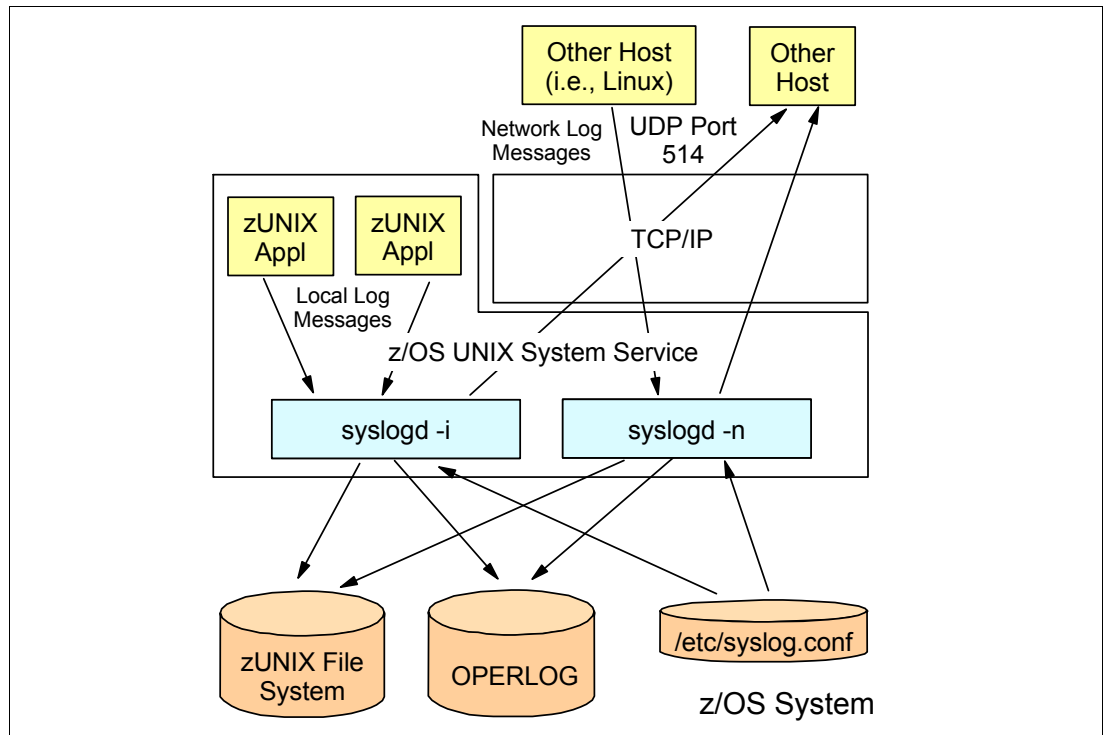 Other Host
(i.e., Linux)
Other
Host
Network Log
Messages
UDP Port
514
zUNIX
Appl
zUNIX
Appl
TCP/IP
Local Log
Messages
z/OS UNIX System Service
syslogd -i
syslogd -n
zUNIX File
System
OPERLOG
/etc/syslog.conf
z/OS System